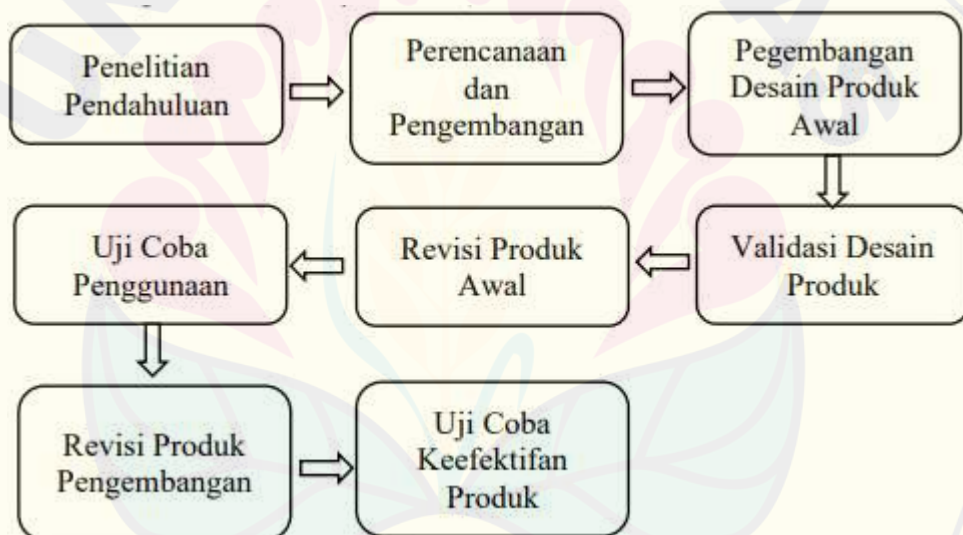 Penelitian
Pendahuluan
Perencanaan
dan
Pengembangan
Pegembangan
Desain Produk
Awal
Validasi Desain
Produk
Revisi Produk
Awal
Uji Coba
Penggunaan
Revisi Produk
Pengembangan
Uji Coba
Keefektifan
Produk